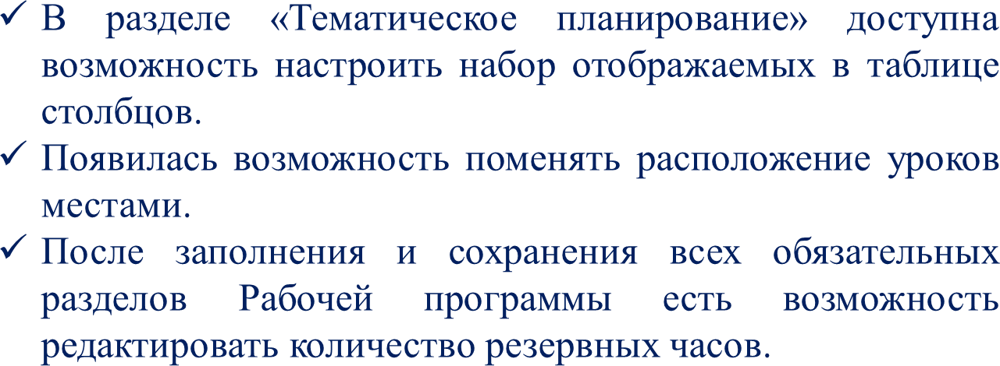 ✓ В разделе «Тематическое планирование» доступна
возможность настроить набор отображаемых в таблице
столбцов.
✓ Появилась возможность поменять расположение уроков
местами.
✓ После заполнения и сохранения всех обязательных
разделов Рабочей программы есть возможность
редактировать количество резервных часов.